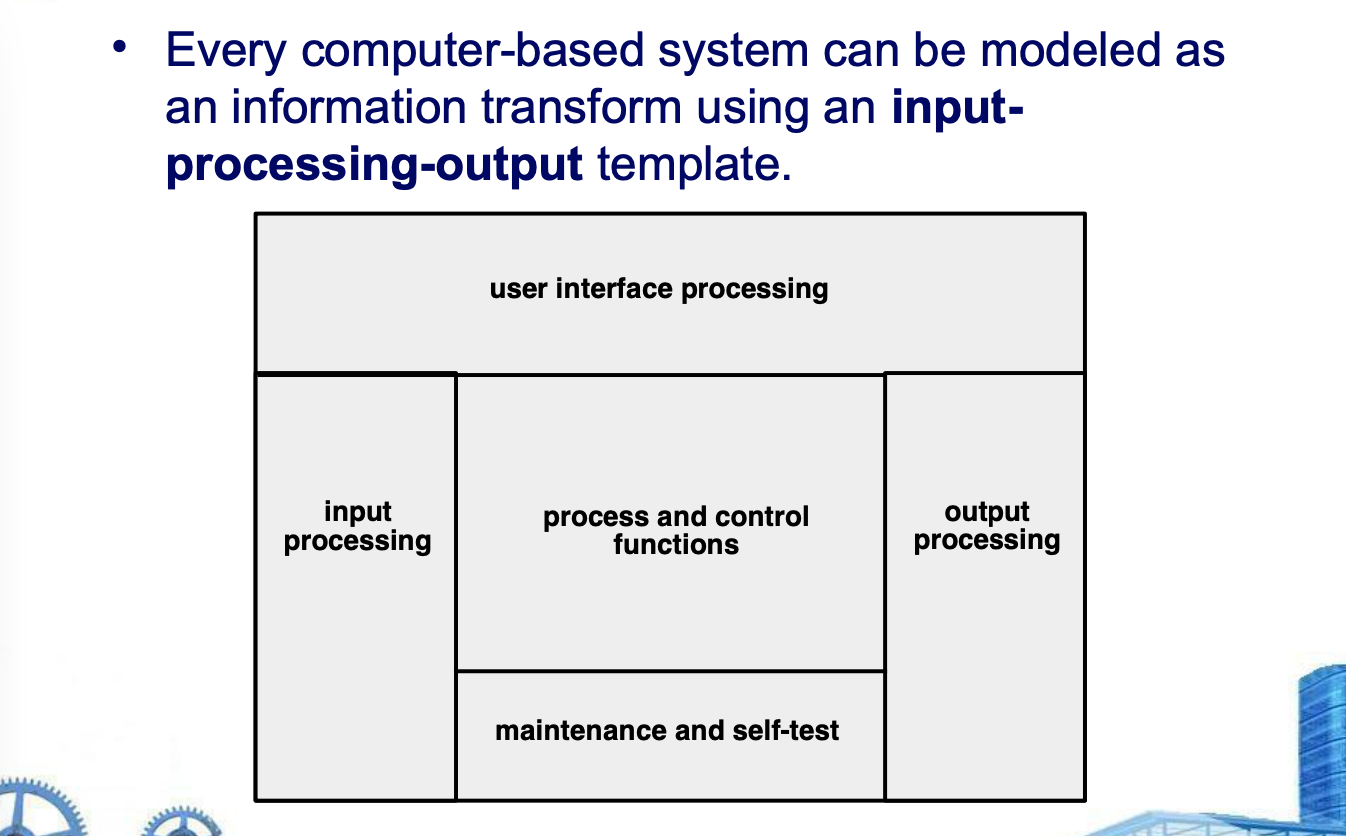 • Every computer-based system can be modeled as
an information transform using an input-
processing-output template.
user interface processing
input
processing
process and control
functions
output
processing
maintenance and self-test